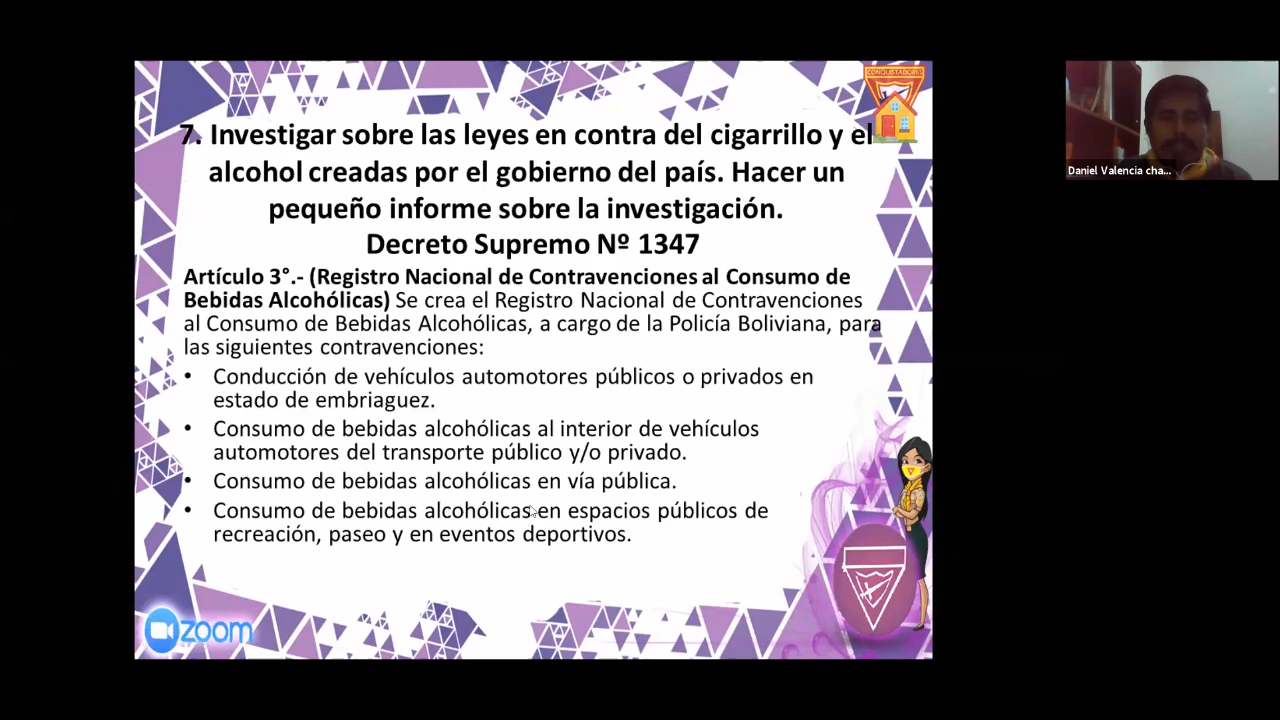 CONQUISTADORES
7. Investigar sobre las leyes en contra del cigarrillo y el
alcohol creadas por el gobierno del país. Hacer un
pequeño informe sobre la investigación.
Decreto Supremo Nº 1347
Artículo 3°.- (Registro Nacional de Contravenciones al Consumo de
Bebidas Alcohólicas) Se crea el Registro Nacional de Contravenciones
al Consumo de Bebidas Alcohólicas, a cargo de la Policía Boliviana, para
las siguientes contravenciones:
• Conducción de vehículos automotores públicos o privados en
estado de embriaguez.
• Consumo de bebidas alcohólicas al interior de vehículos
automotores del transporte público y/o privado.
• Consumo de bebidas alcohólicas en vía pública.
• Consumo de bebidas alcohólicas en espacios públicos de
recreación, paseo y en eventos deportivos.
zoom
Daniel Valencia cha...